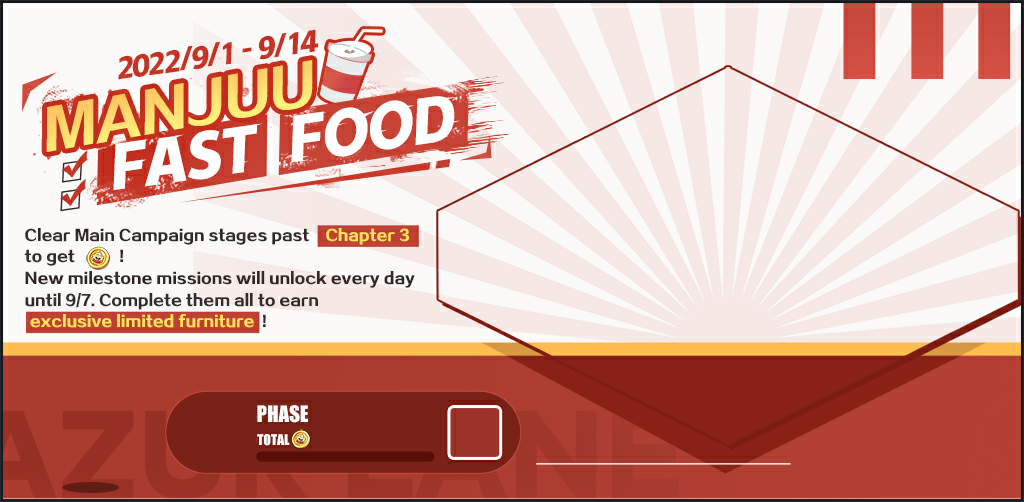 2022/9/1 - 9/14
MANJUU
FAST FOOD
Clear Main Campaign stages past Chapter 3
to get !
New milestone missions will unlock every day
until 9/7. Complete them all to earn
exclusive limited furniture !
PHASE
TOTAL
AZUR LANE